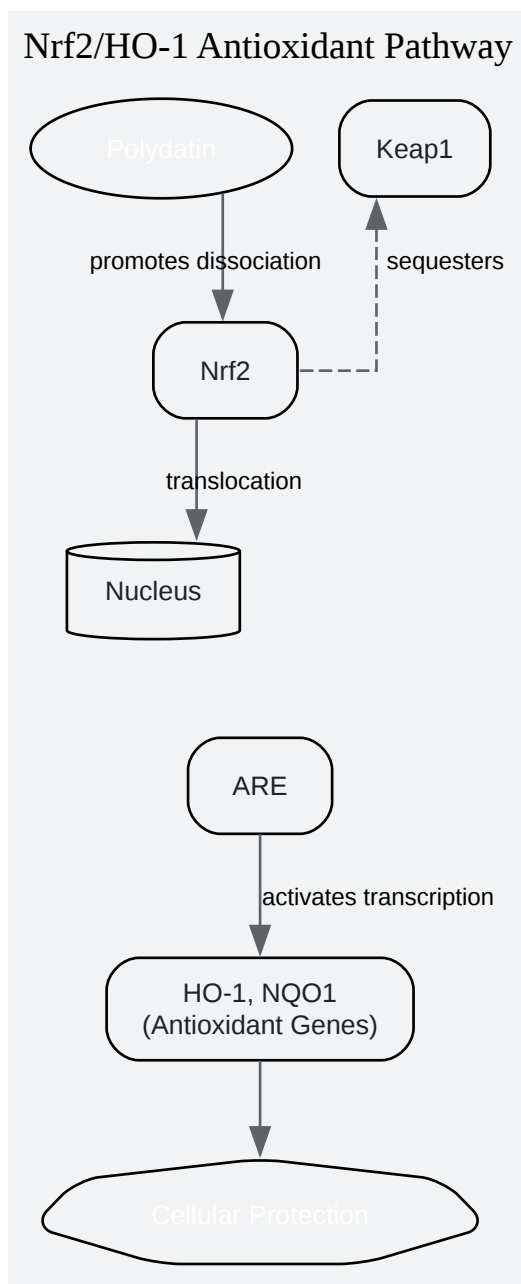 Nrf2/HO-1 Antioxidant Pathway
Polydatin
Keap1
promotes dissociation
sequesters
Nrf2
translocation
Nucleus
ARE
activates transcription
HO-1, NQO1
(Antioxidant Genes)
Cellular Protection